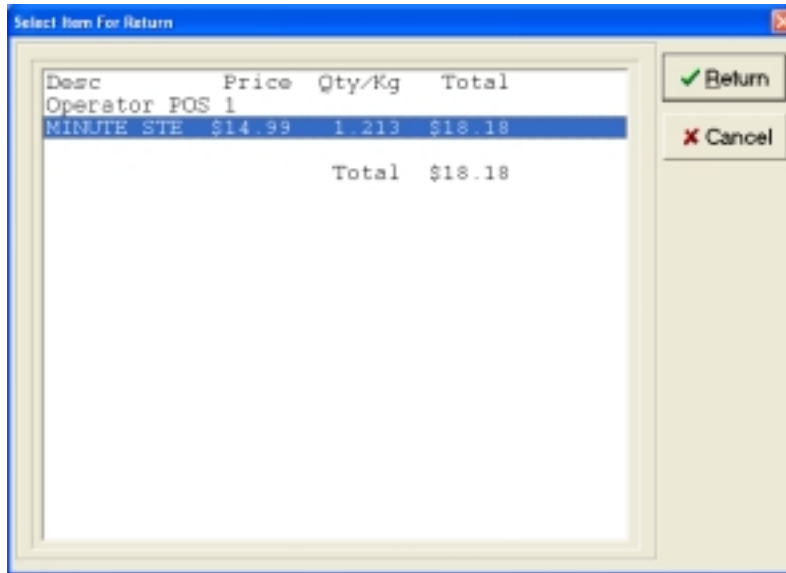 Select Item For Return
Desc Price Qty/Kg Total
Operator POS 1
MINUTE STE $14.99 1.213 $18.18
Total $18.18
Return
Cancel